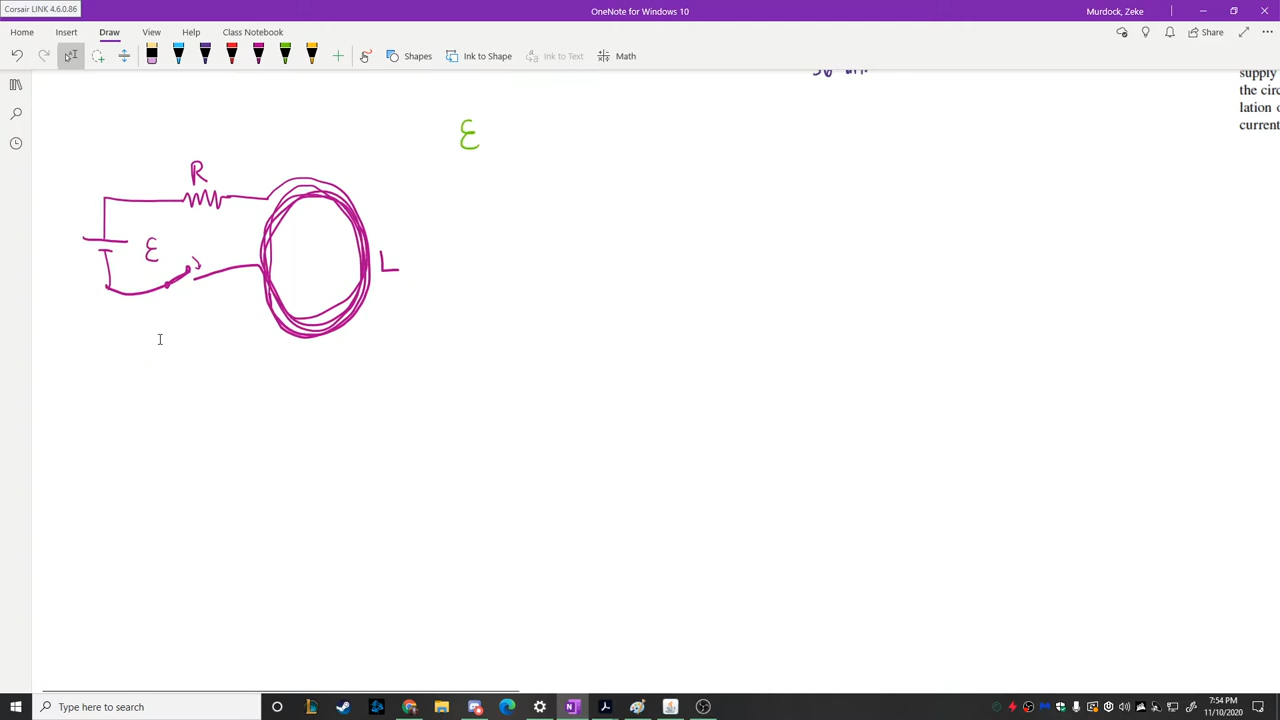 Corsair LINK 4.6.0.86
OneNote for Windows 10
Murdock, Zeke
Home Insert Draw View Help Class Notebook
Share
Shapes Ink to Shape Ink to Text Math
supply
the circ
lation o
current
ε
R
ε
L
Type here to search
7:54 PM
11/10/2020